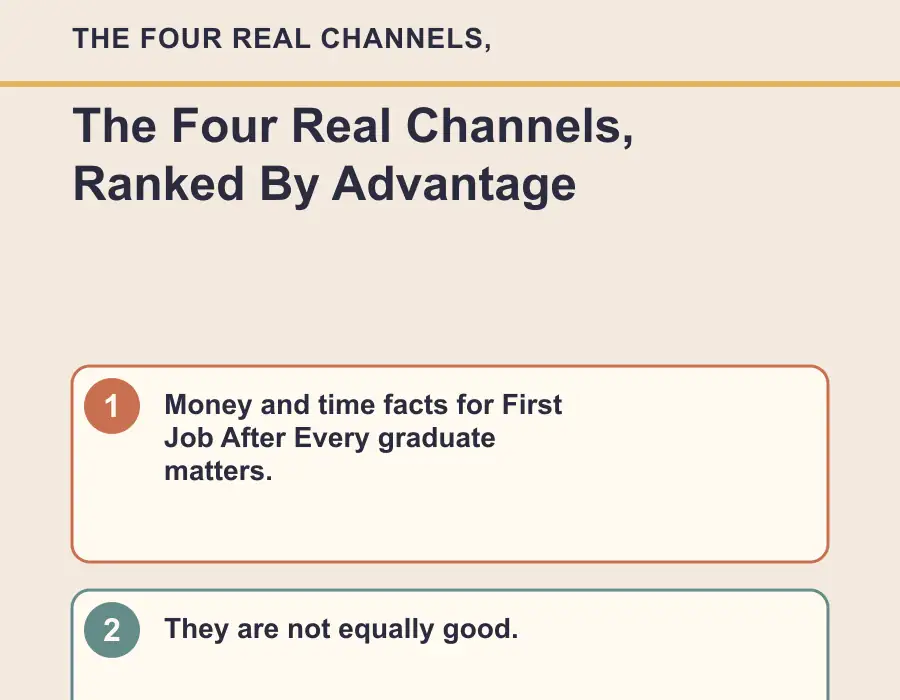 THE FOUR REAL CHANNELS,
The Four Real Channels,
Ranked By Advantage
1
Money and time facts for First
Job After Every graduate
matters.
2
They are not equally good.